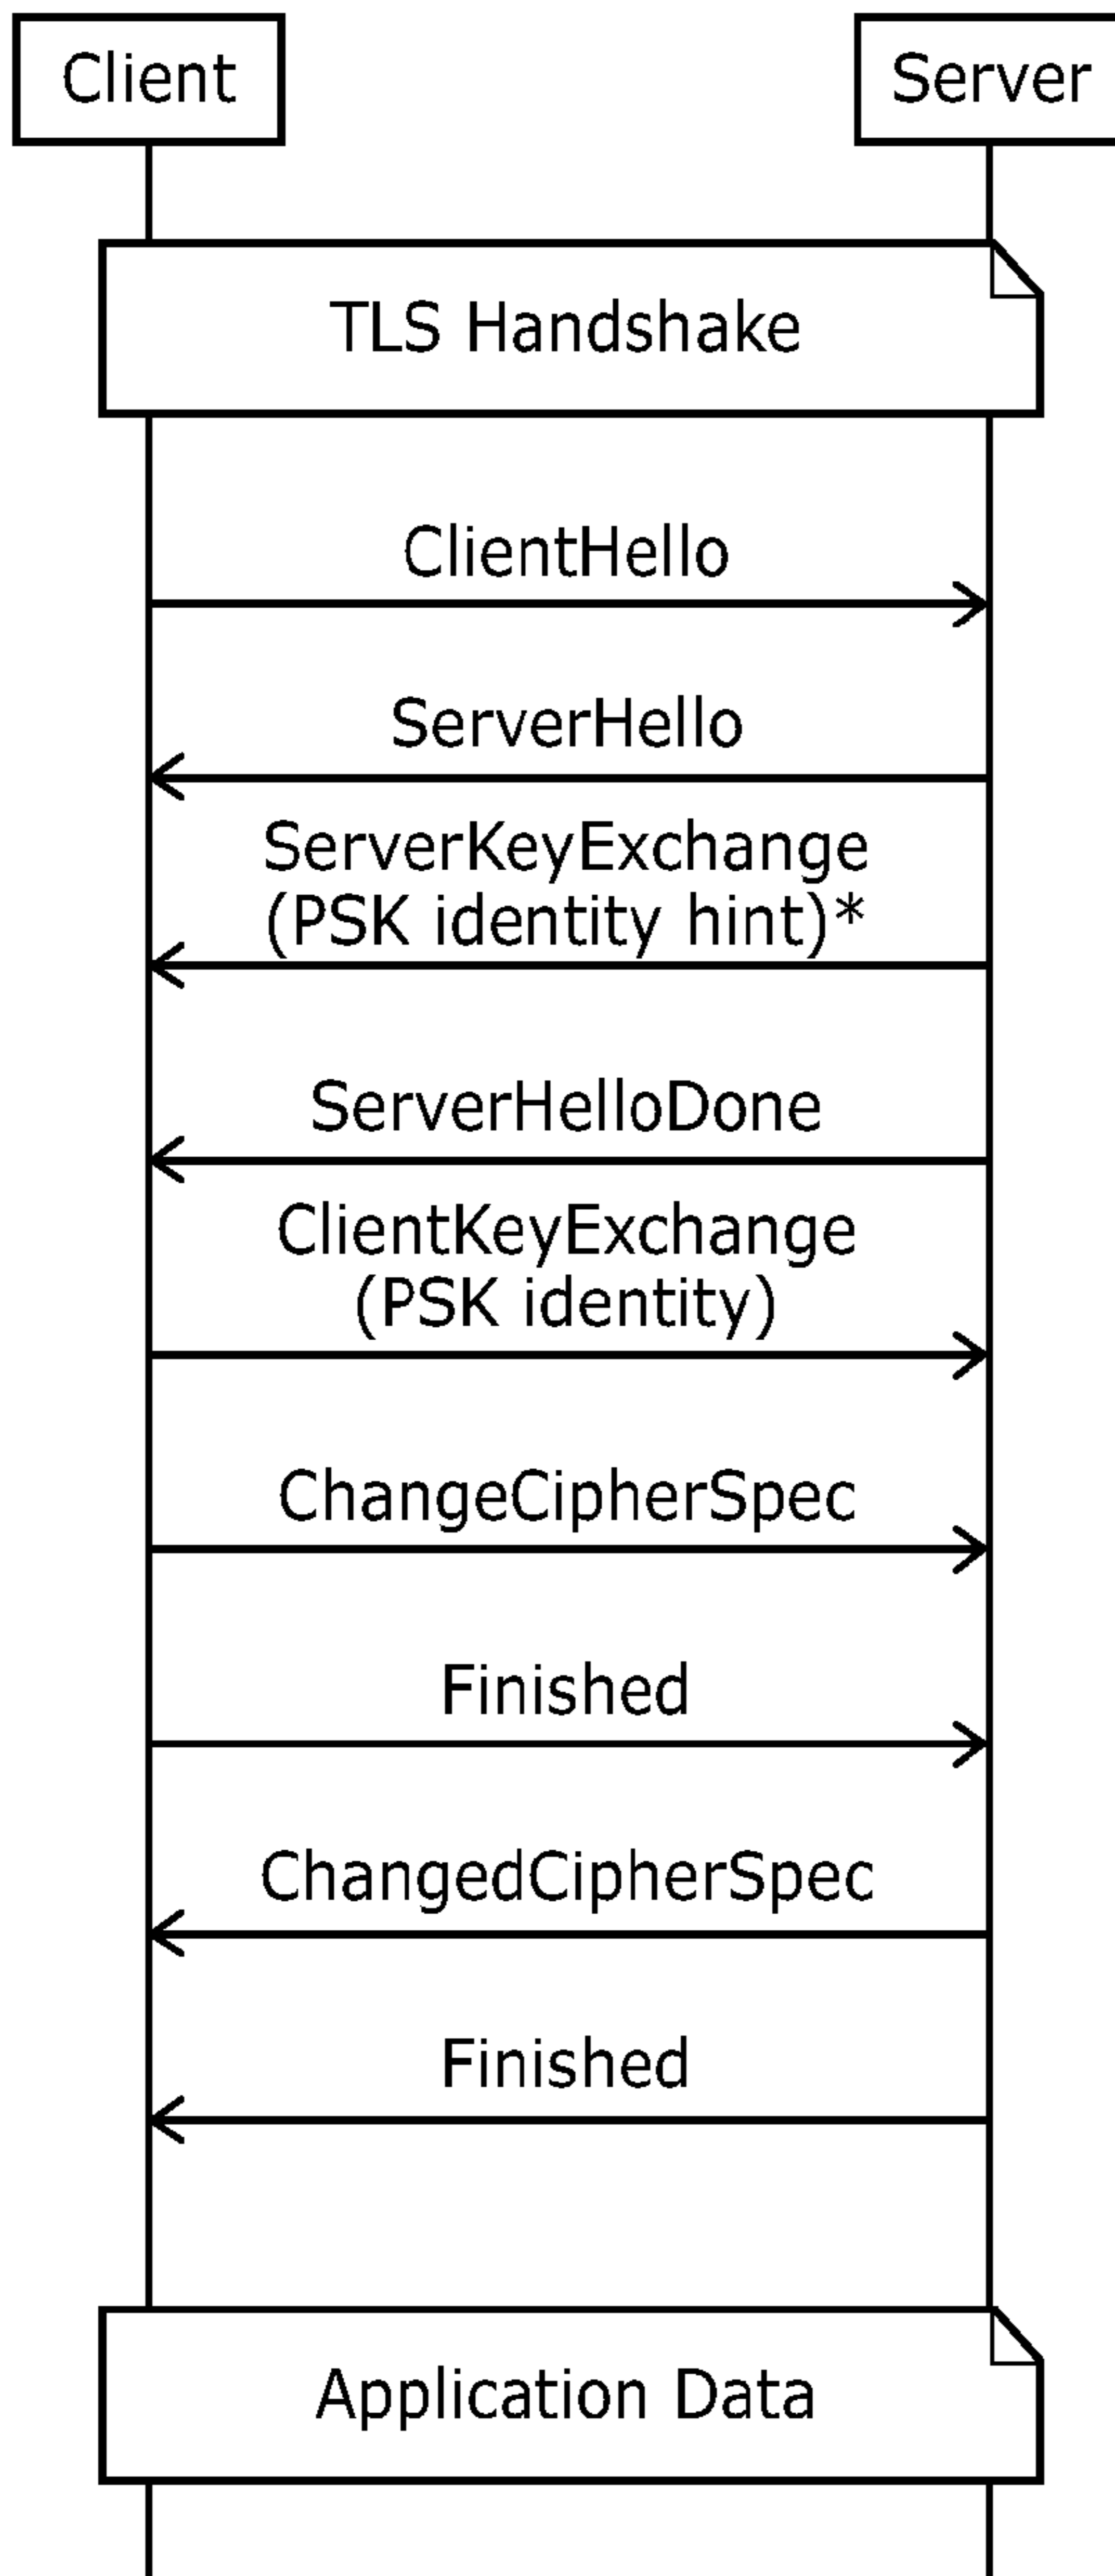 Client
Server
TLS Handshake
ClientHello
ServerHello
ServerKeyExchange
(PSK identity hint)*
ServerHelloDone
ClientKeyExchange
(PSK identity)
ChangeCipherSpec
Finished
ChangedCipherSpec
Finished
Application Data